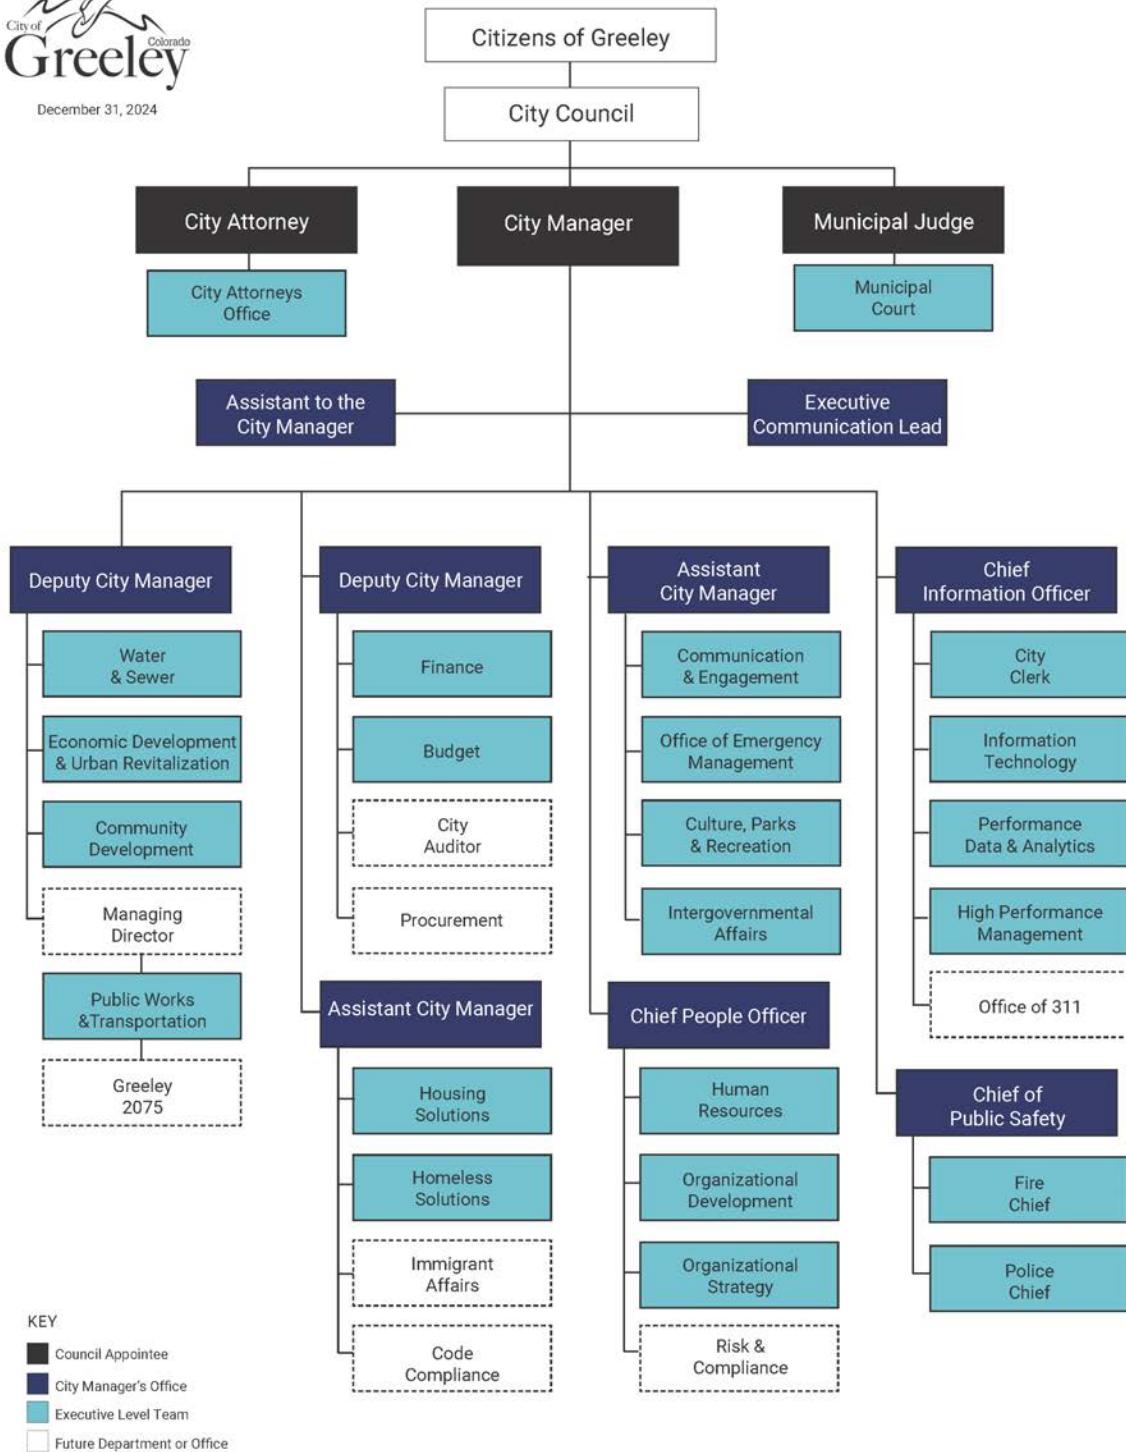 City of
Greeley
Colorado
December 31, 2024
Citizens of Greeley
City Council
City Attorney
City Manager
Municipal Judge
City Attorneys
Office
Municipal
Court
Assistant to the
City Manager
Executive
Communication Lead
Deputy City Manager
Water
& Sewer
Economic Development
& Urban Revitalization
Community
Development
Managing
Director
Public Works
&Transportation
Greeley
2075
Deputy City Manager
Finance
Budget
City
Auditor
Procurement
Assistant City Manager
Housing
Solutions
Homeless
Solutions
Immigrant
Affairs
Code
Compliance
Assistant
City Manager
Communication
& Engagement
Office of Emergency
Management
Culture, Parks
& Recreation
Intergovernmental
Affairs
Chief People Officer
Human
Resources
Organizational
Development
Organizational
Strategy
Risk &
Compliance
Chief
Information Officer
City
Clerk
Information
Technology
Performance
Data & Analytics
High Performance
Management
Office of 311
Chief of
Public Safety
Fire
Chief
Police
Chief
KEY
Council Appointee
City Manager's Office
Executive Level Team
Future Department or Office